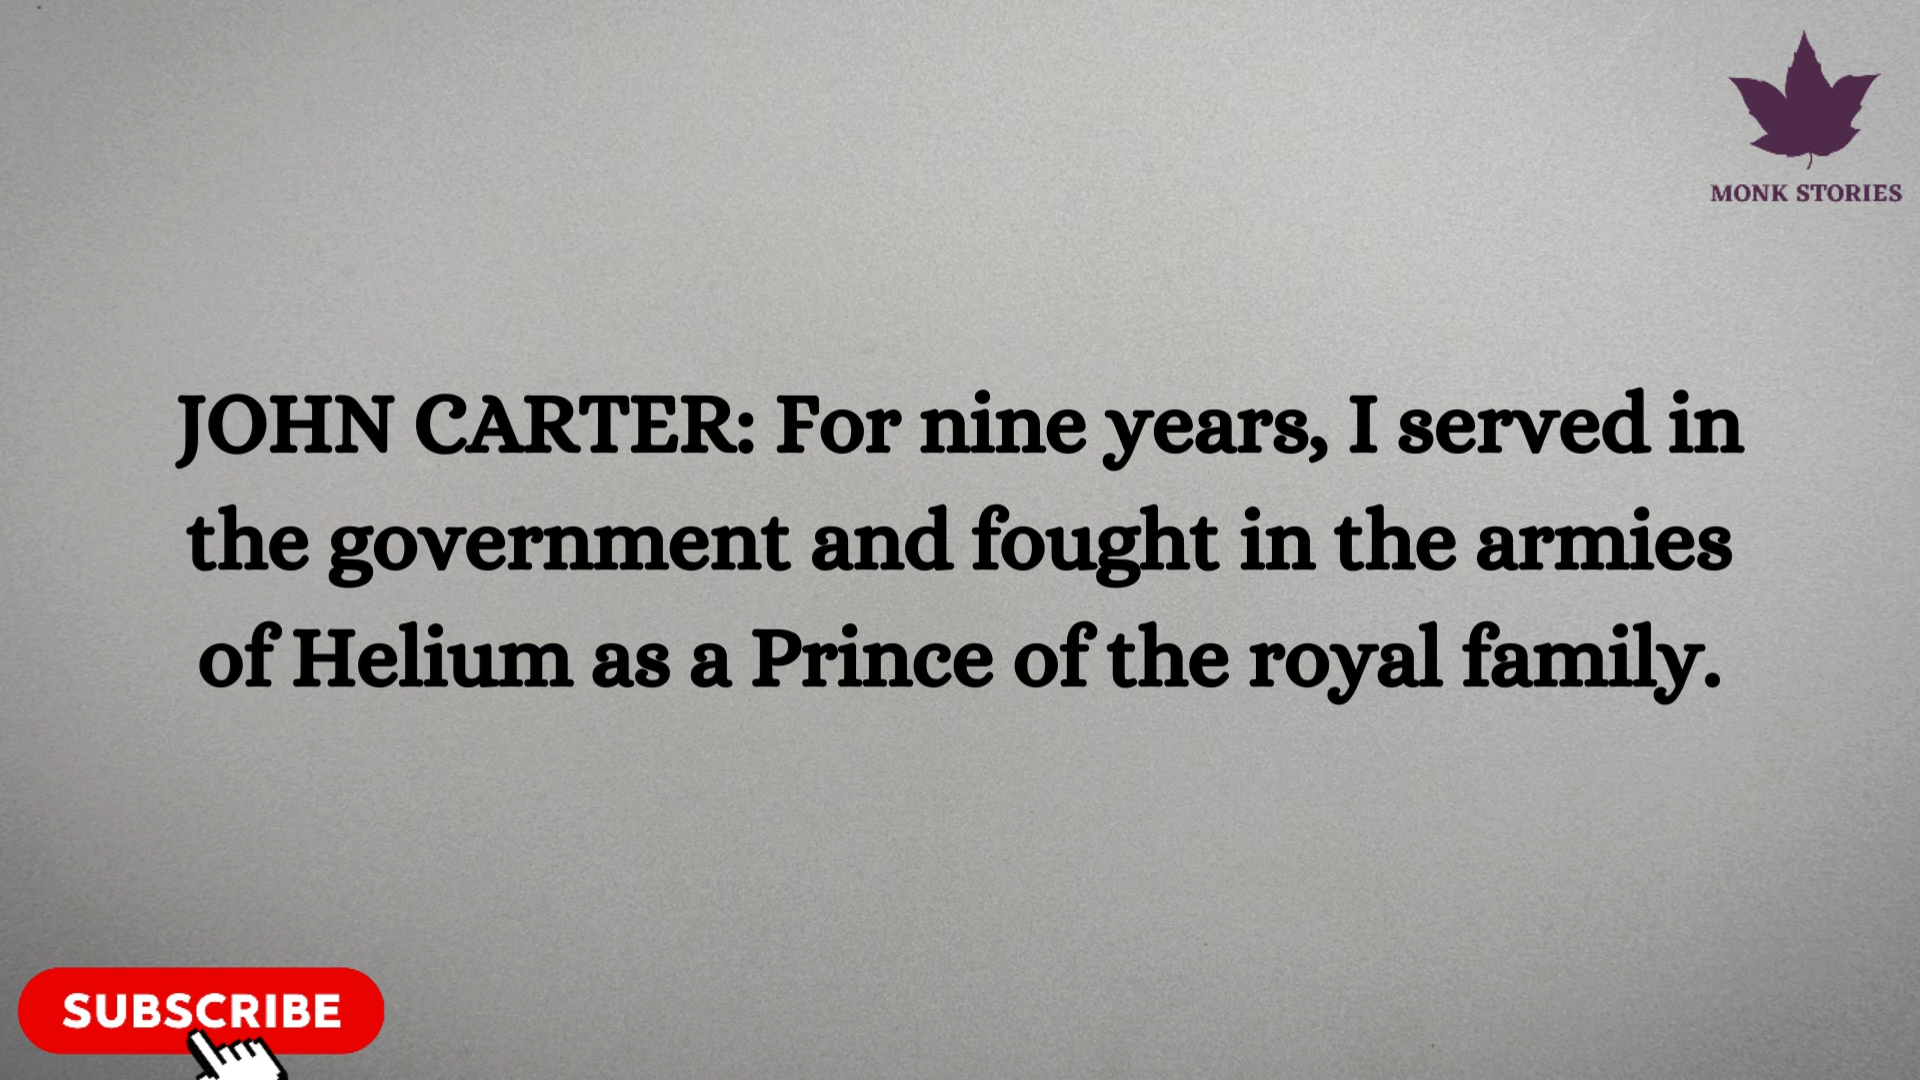 MONK STORIES
JOHN CARTER: For nine years, I served in
the government and fought in the armies
of Helium as a Prince of the royal family.
SUBSCRIBE